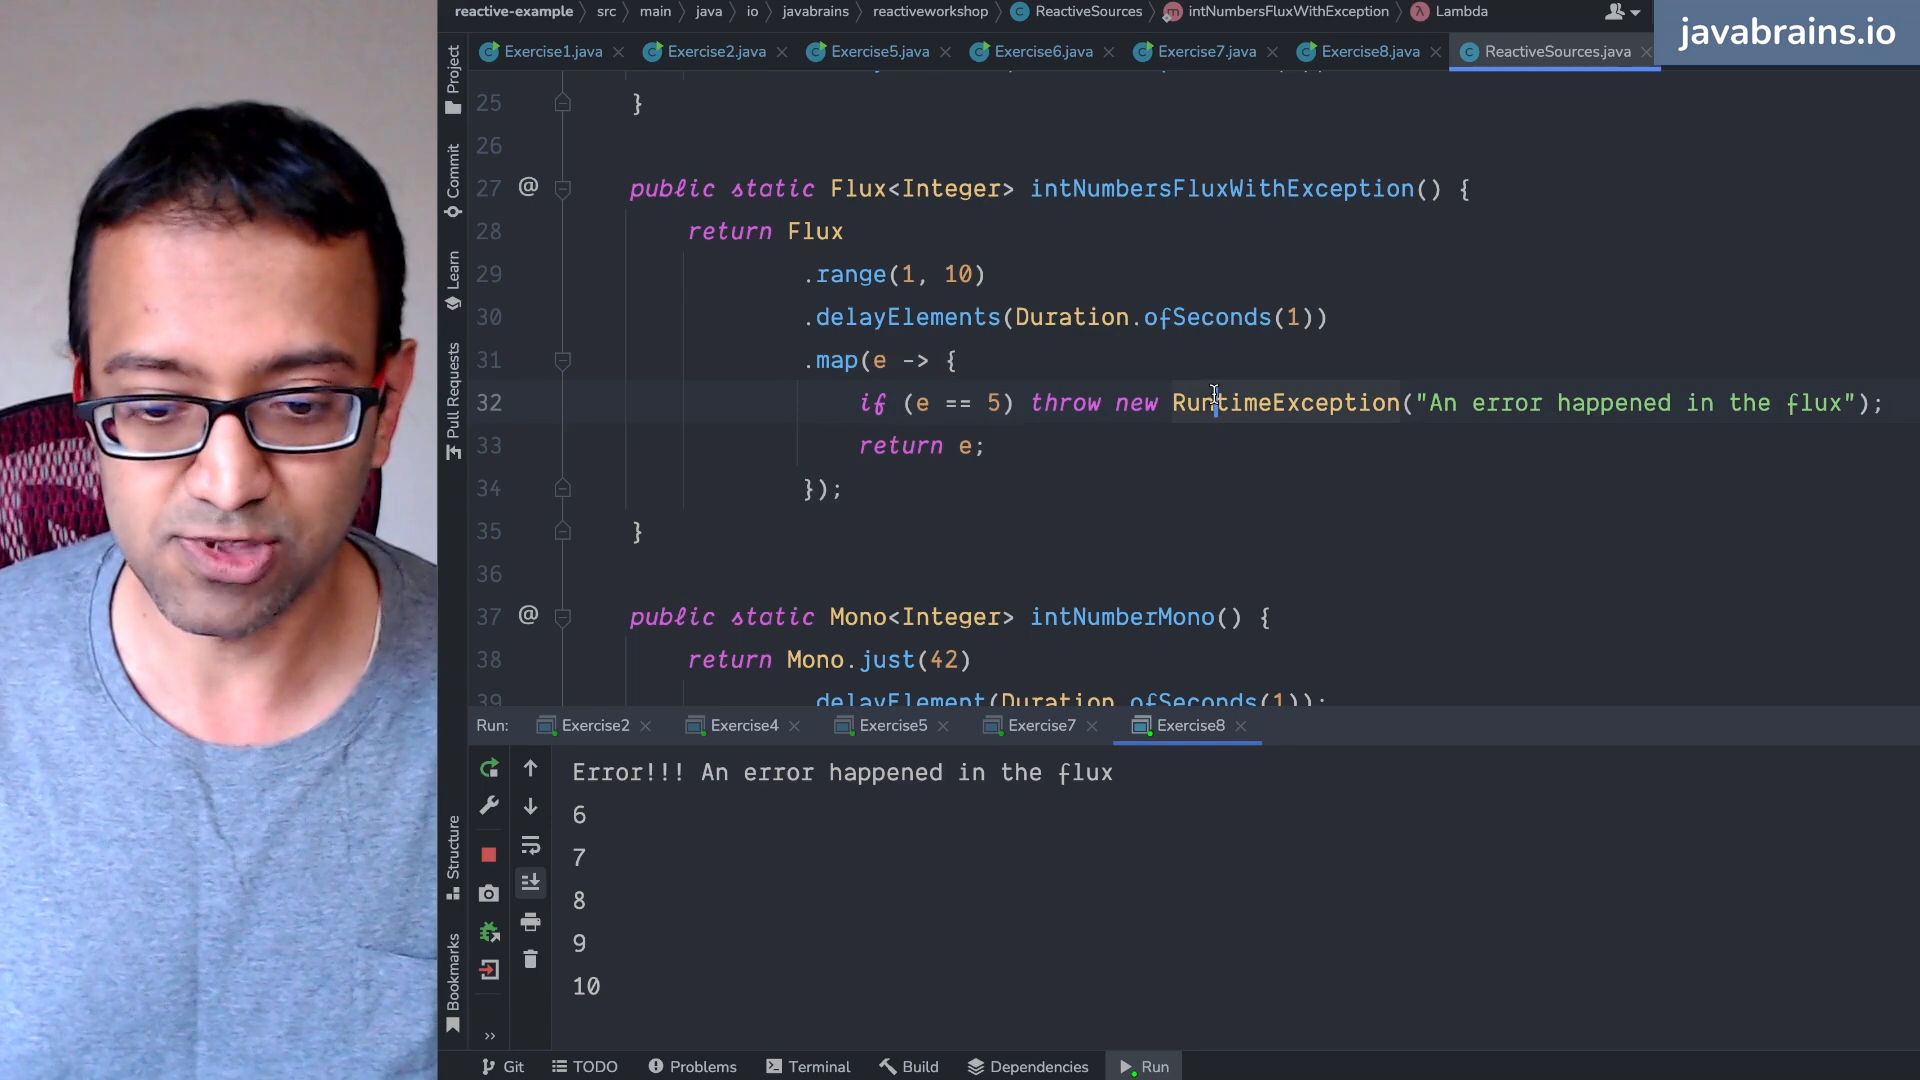 reactive-example > src > main > java > io > javabrains > reactiveworkshop > ReactiveSources > intNumbersFluxWithException > Lambda
javabrains.io
Exercise1.java Exercise2.java Exercise5.java Exercise6.java Exercise7.java Exercise8.java ReactiveSources.java
Project
Commit
Learn
Pull Requests
Structure
Bookmarks
25 }
26
27 @ public static Flux<Integer> intNumbersFluxWithException() {
28 return Flux
29 .range(1, 10)
30 .delayElements(Duration.ofSeconds(1))
31 .map(e -> {
32 if (e == 5) throw new RuntimeException("An error happened in the flux");
33 return e;
34 });
35 }
36
37 @ public static Mono<Integer> intNumberMono() {
38 return Mono.just(42)
39 .delayElement(Duration.ofSeconds(1));
Run: Exercise2 Exercise4 Exercise5 Exercise7 Exercise8
Error!!! An error happened in the flux
6
7
8
9
10
Git TODO Problems Terminal Build Dependencies Run